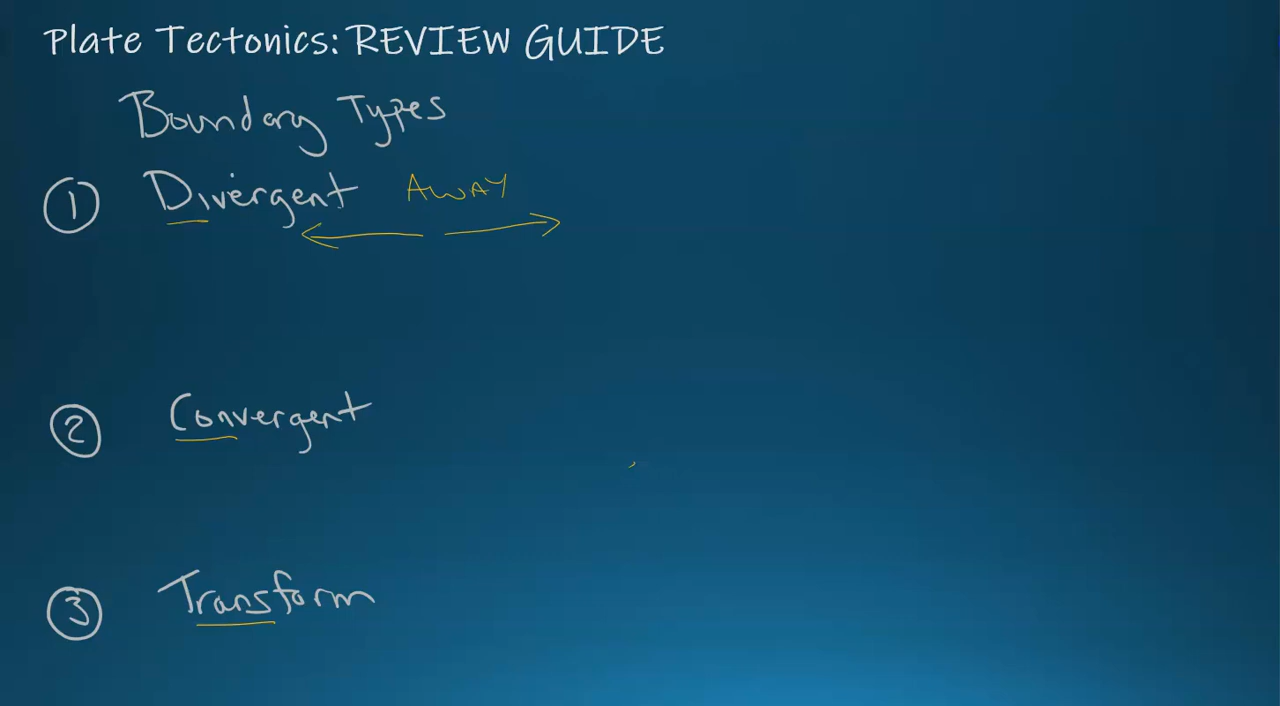 Plate Tectonics: REVIEW GUIDE
Boundary Types
1 Divergent AWAY
2 Convergent
3 Transform